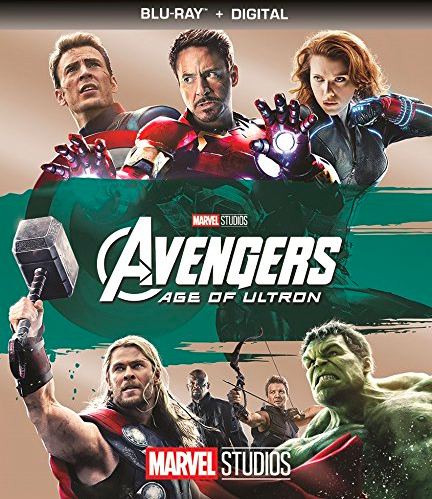 BLU-RAY™ + DIGITAL
MARVEL STUDIOS
AVENGERS
AGE OF ULTRON
MARVEL STUDIOS